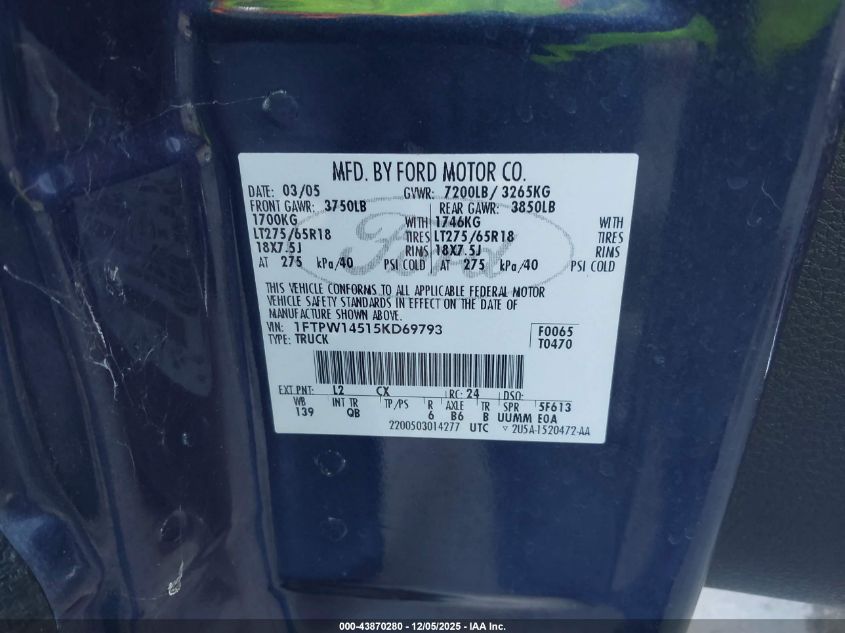 MFD. BY FORD MOTOR CO.
DATE: 03/05 GVWR: 7200LB/ 3265KG
FRONT GAWR: 3750LB REAR GAWR: 3850LB
1700KG WITH 1746KG WITH
LT275/65R18 TIRES LT275/65R18 TIRES
18X7.5J RIMS 18X7.5J RIMS
AT 275 kPa/40 PSI COLD AT 275 kPa/40 PSI COLD
Ford
THIS VEHICLE CONFORMS TO ALL APPLICABLE FEDERAL MOTOR
VEHICLE SAFETY STANDARDS IN EFFECT ON THE DATE OF
MANUFACTURE SHOWN ABOVE.
VIN: 1FTPW14515KD69793 F0065
TYPE: TRUCK T0470
EXT PNT: L2 CX RC: 24 DSO:
WB INT TR TP/PS R AXLE TR SPR 5F613
139 QB 6 B6 B UUMM E0A
2200503014277 UTC ▽ 2U5A-1520472-AA
000-43870280 - 12/05/2025 - IAA Inc.